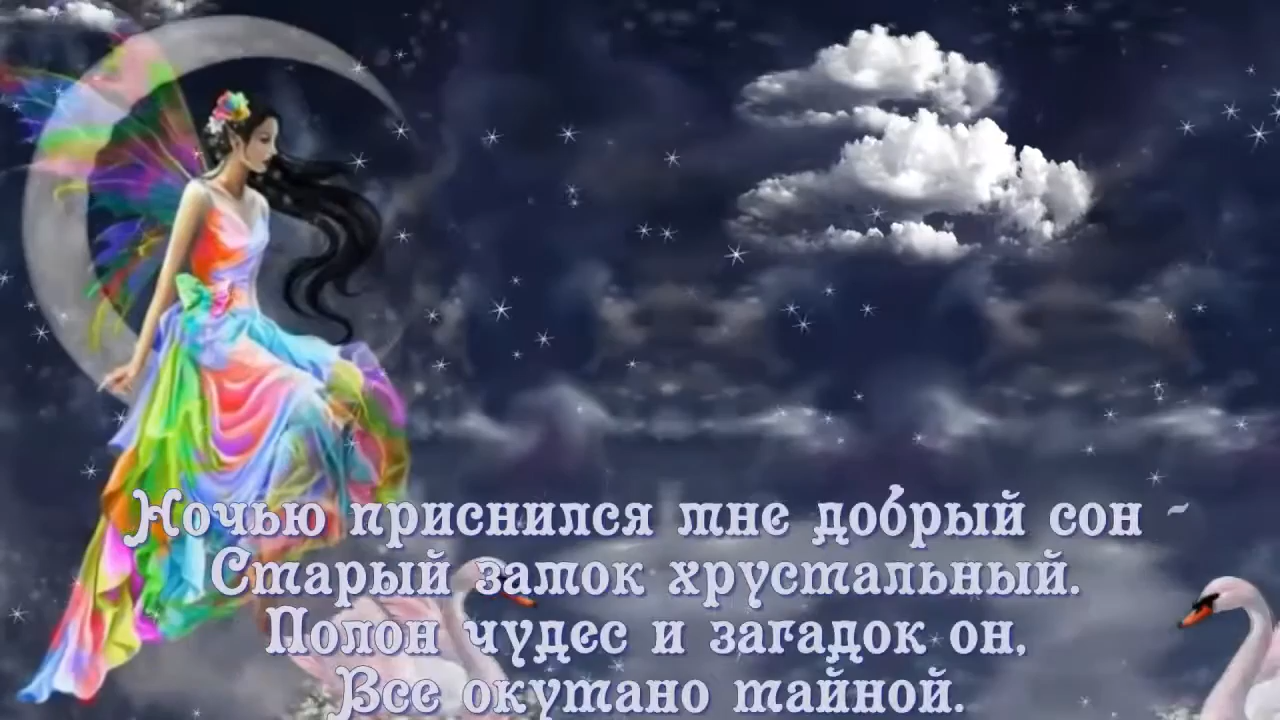 Ночью приснился мне добрый сон -
Старый замок хрустальный.
Полон чудес и загадок он,
Все окутано тайной.